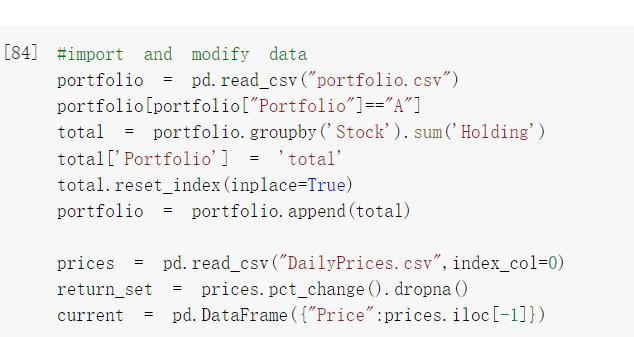 [84] #import and modify data
portfolio = pd.read_csv("portfolio.csv")
portfolio[portfolio["Portfolio"]=="A"]
total = portfolio.groupby('Stock').sum('Holding')
total['Portfolio'] = 'total'
total.reset_index(inplace=True)
portfolio = portfolio.append(total)
prices = pd.read_csv("DailyPrices.csv",index_col=0)
return_set = prices.pct_change().dropna()
current = pd.DataFrame({"Price":prices.iloc[-1]})